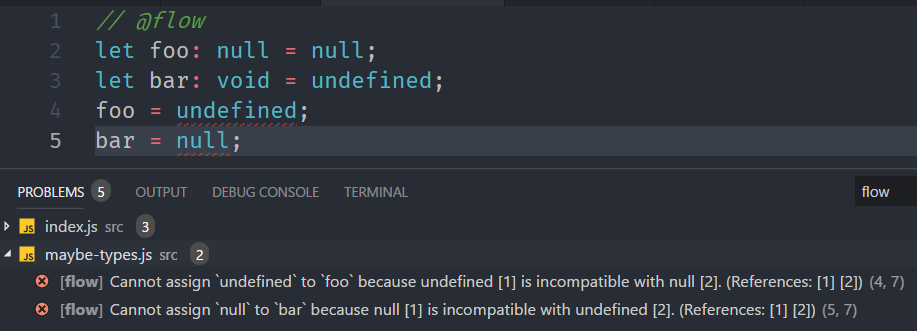 1 // @flow
2 let foo: null = null;
3 let bar: void = undefined;
4 foo = undefined;
5 bar = null;
PROBLEMS 5 OUTPUT DEBUG CONSOLE TERMINAL flow
JS index.js src 3
JS maybe-types.js src 2
[flow] Cannot assign `undefined` to `foo` because undefined [1] is incompatible with null [2]. (References: [1] [2]) (4, 7)
[flow] Cannot assign `null` to `bar` because null [1] is incompatible with undefined [2]. (References: [1] [2]) (5, 7)